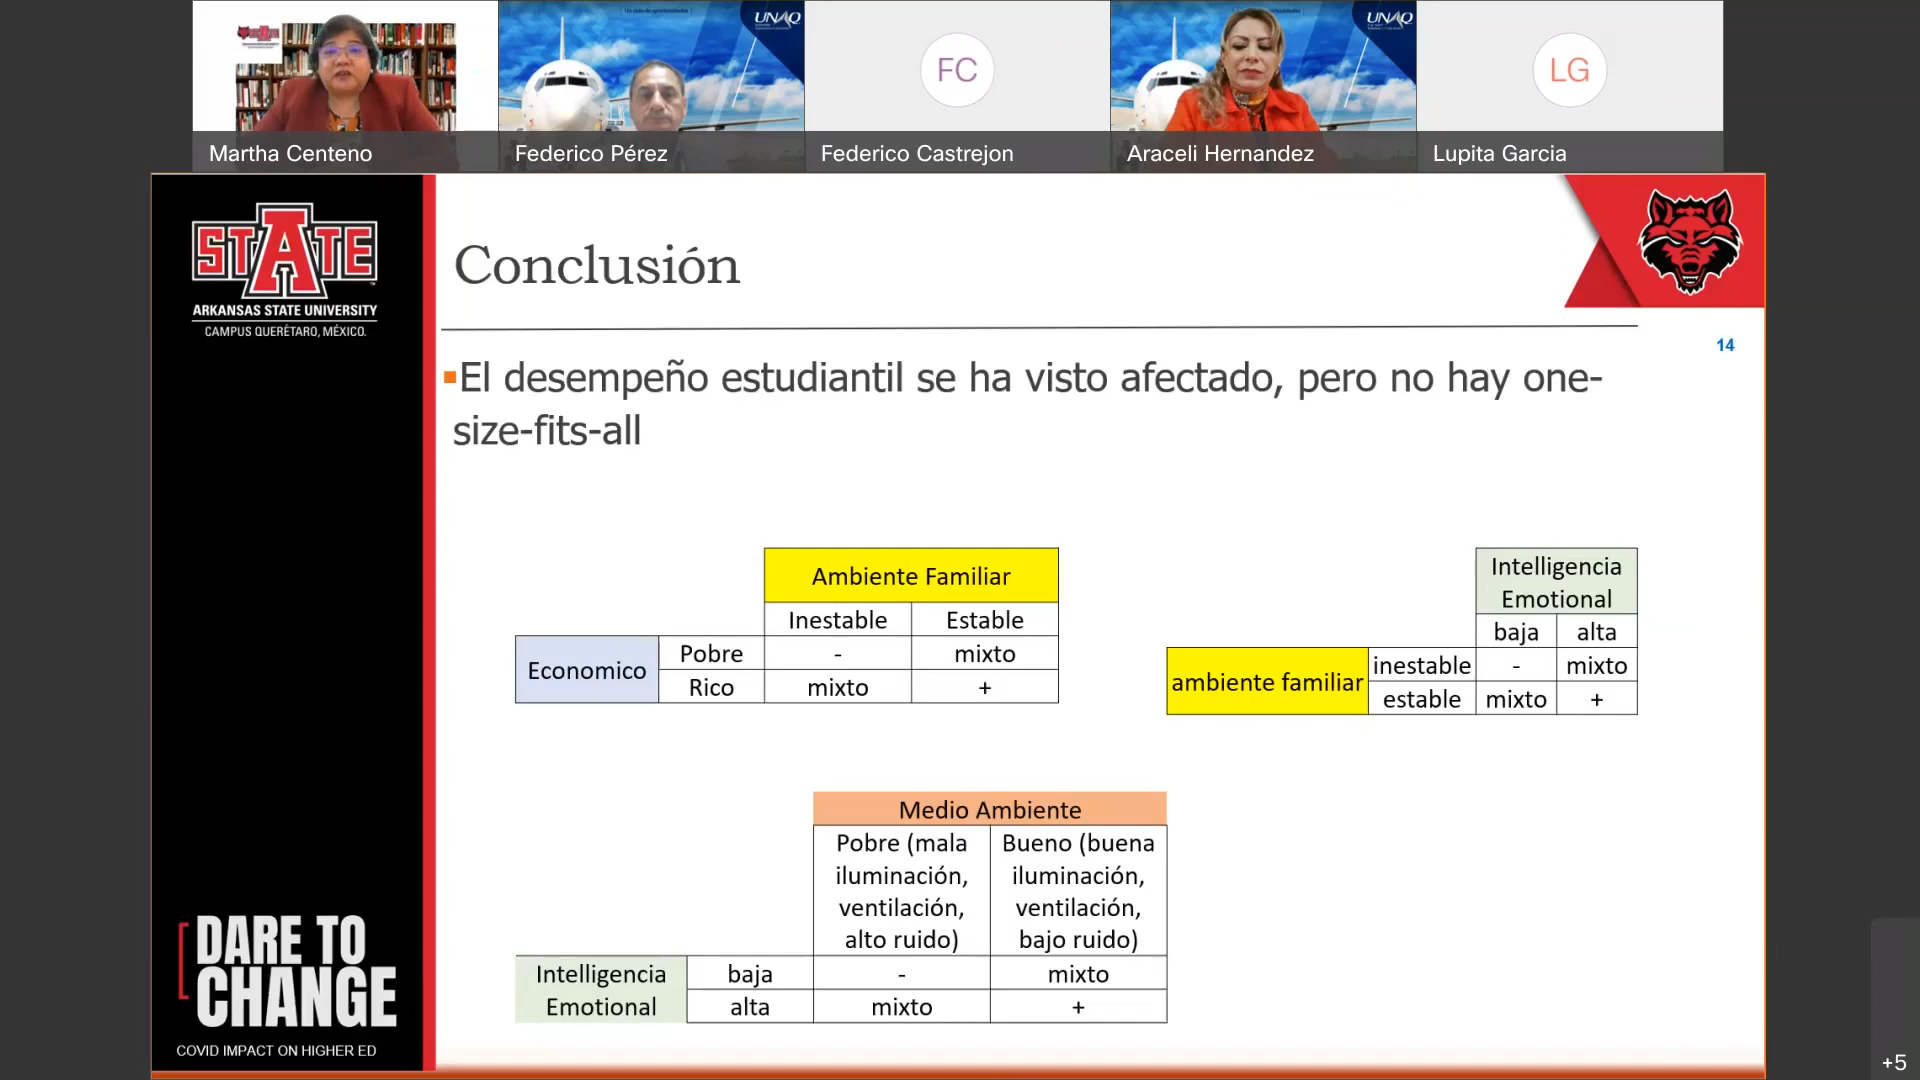 UNAQ
UNAQ
FC
LG
Martha Centeno
Federico Pérez
Federico Castrejon
Araceli Hernandez
Lupita Garcia
STATE
ARKANSAS STATE UNIVERSITY
CAMPUS QUERÉTARO, MÉXICO.
Conclusión
14
El desempeño estudiantil se ha visto afectado, pero no hay one-
size-fits-all
Ambiente Familiar
Inestable Estable
Economico
Pobre - mixto
Rico mixto +
Intelligencia
Emotional
baja alta
ambiente familiar
inestable - mixto
estable mixto +
Medio Ambiente
Pobre (mala
iluminación,
ventilación,
alto ruido)
Bueno (buena
iluminación,
ventilación,
bajo ruido)
Intelligencia
Emotional
baja - mixto
alta mixto +
DARE TO
CHANGE
COVID IMPACT ON HIGHER ED
+5